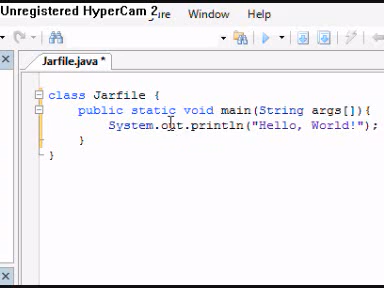 Unregistered HyperCam 2
Window Help
Jarfile.java *
class Jarfile {
public static void main(String args[]){
System.out.println("Hello, World!");
}
}